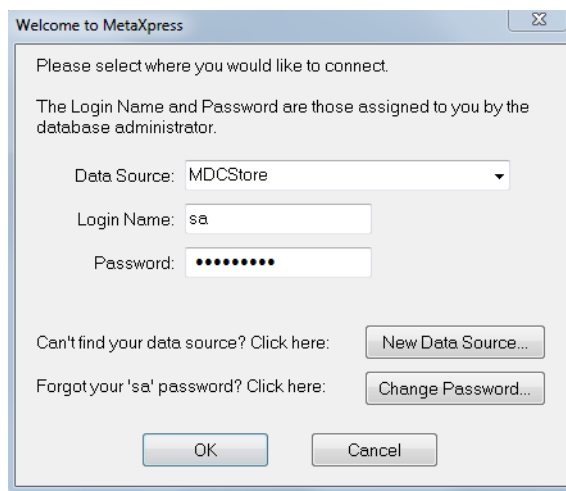 Welcome to MetaXpress
Please select where you would like to connect.
The Login Name and Password are those assigned to you by the
database administrator.
Data Source: MDCStore
Login Name: sa
Password: •••••••••
Can't find your data source? Click here: New Data Source...
Forgot your 'sa' password? Click here: Change Password...
OK Cancel